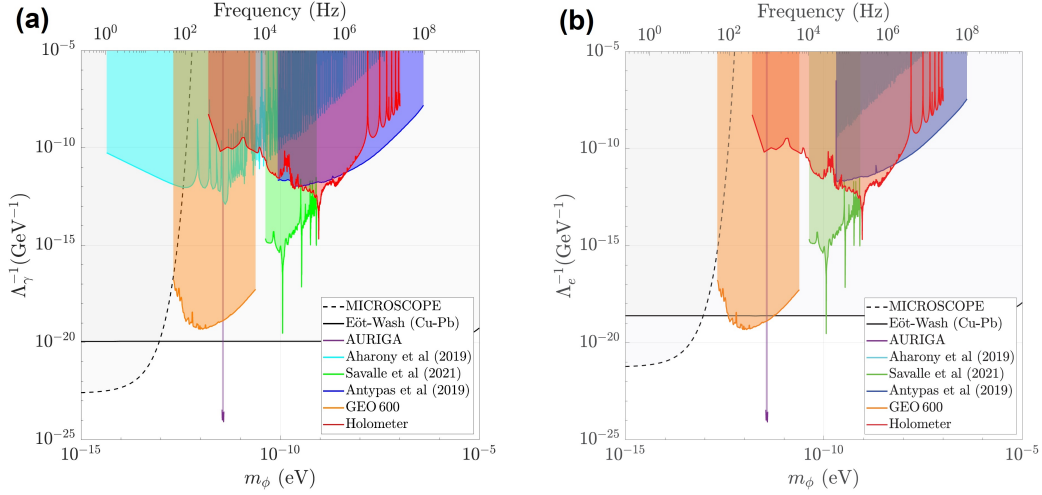 (a)
Frequency (Hz)
10^0 10^2 10^4 10^6 10^8
10^-5
10^-10
10^-15
10^-20
10^-25
Λ_γ^-1(GeV^-1)
MICROSCOPE
Eöt-Wash (Cu-Pb)
AURIGA
Aharony et al (2019)
Savalle et al (2021)
Antypas et al (2019)
GEO 600
Holometer
10^-15 10^-10 10^-5
m_ϕ (eV)
(b)
Frequency (Hz)
10^0 10^2 10^4 10^6 10^8
10^-5
10^-10
10^-15
10^-20
10^-25
Λ_e^-1(GeV^-1)
MICROSCOPE
Eöt-Wash (Cu-Pb)
AURIGA
Aharony et al (2019)
Savalle et al (2021)
Antypas et al (2019)
GEO 600
Holometer
10^-15 10^-10 10^-5
m_ϕ (eV)